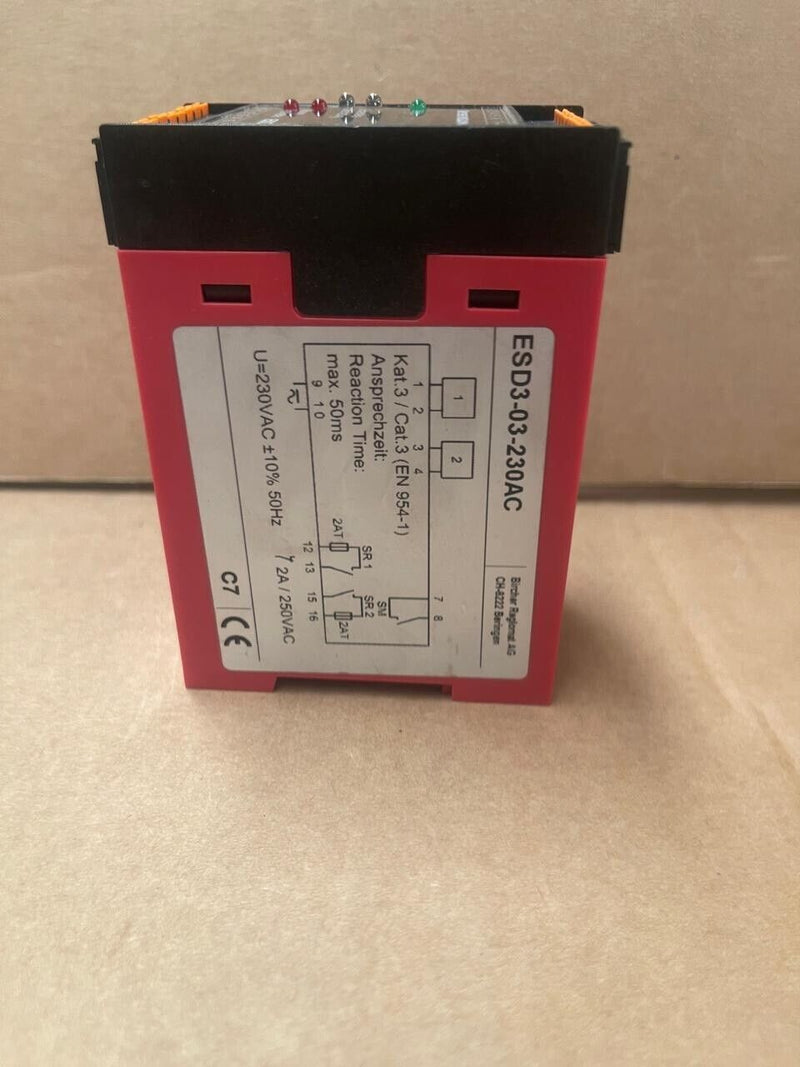 ESD3-03-230AC
Bircher Reglomat AG
CH-8222 Beringen
1
2
1 2
3 4
7 8
Kat.3 / Cat.3 (EN 954-1)
Ansprechzeit:
Reaction Time:
max. 50ms
SM
SR.1
SR.2
2AT
2AT
9 10
12 13
15 16
U=230VAC ±10% 50Hz
2A / 250VAC
C7
CE